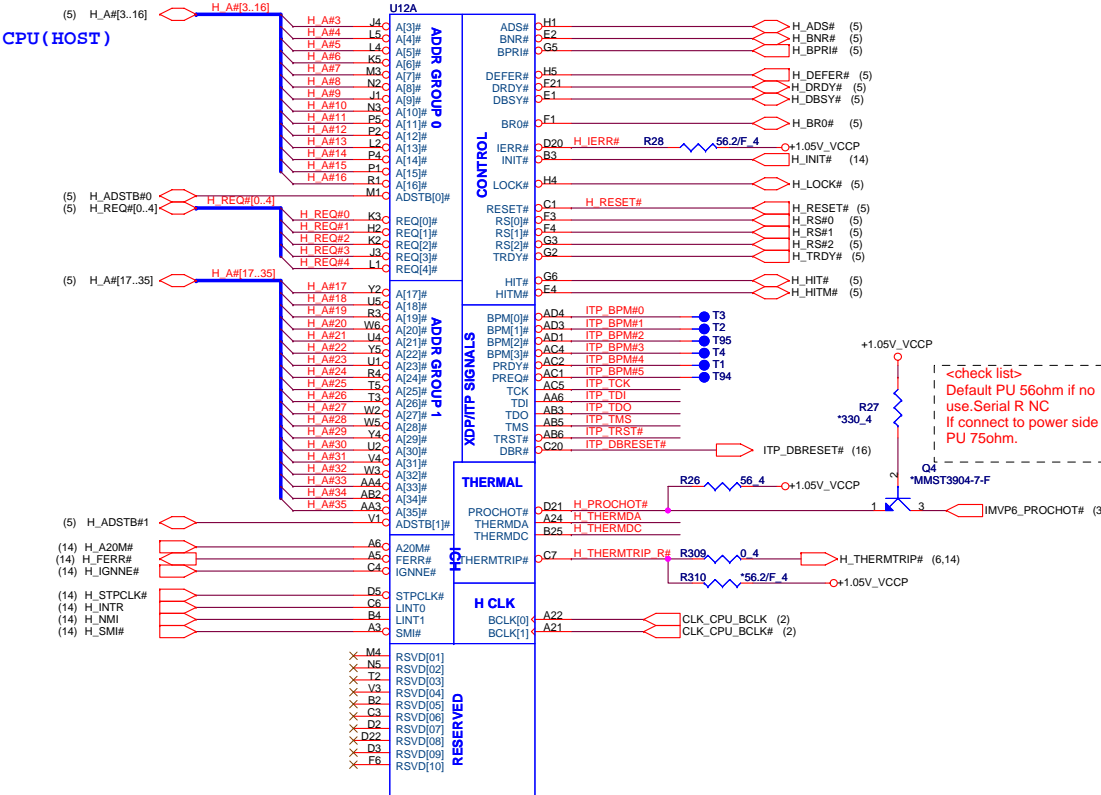 CPU(HOST)
U12A
(5) H_A#[3..16] H_A#[3..16]
H_A#3 J4 A[3]#
H_A#4 L5 A[4]#
H_A#5 L4 A[5]#
H_A#6 K5 A[6]#
H_A#7 M3 A[7]#
H_A#8 N2 A[8]#
H_A#9 J1 A[9]#
H_A#10 N3 A[10]#
H_A#11 P5 A[11]#
H_A#12 P2 A[12]#
H_A#13 L2 A[13]#
H_A#14 P4 A[14]#
H_A#15 P1 A[15]#
H_A#16 R1 A[16]#
(5) H_ADSTB#0 M1 ADSTB[0]#
(5) H_REQ#[0..4] H_REQ#[0..4]
H_REQ#0 K3 REQ[0]#
H_REQ#1 H2 REQ[1]#
H_REQ#2 K2 REQ[2]#
H_REQ#3 J3 REQ[3]#
H_REQ#4 L1 REQ[4]#
ADDR GROUP 0
(5) H_A#[17..35] H_A#[17..35]
H_A#17 Y2 A[17]#
H_A#18 U5 A[18]#
H_A#19 R3 A[19]#
H_A#20 W6 A[20]#
H_A#21 U4 A[21]#
H_A#22 Y5 A[22]#
H_A#23 U1 A[23]#
H_A#24 R4 A[24]#
H_A#25 T5 A[25]#
H_A#26 T3 A[26]#
H_A#27 W2 A[27]#
H_A#28 W5 A[28]#
H_A#29 Y4 A[29]#
H_A#30 U2 A[30]#
H_A#31 V4 A[31]#
H_A#32 W3 A[32]#
H_A#33 AA4 A[33]#
H_A#34 AB2 A[34]#
H_A#35 AA3 A[35]#
(5) H_ADSTB#1 V1 ADSTB[1]#
ADDR GROUP 1
(14) H_A20M# A6 A20M#
(14) H_FERR# A5 FERR#
(14) H_IGNNE# C4 IGNNE#
(14) H_STPCLK# D5 STPCLK#
(14) H_INTR C6 LINT0
(14) H_NMI B4 LINT1
(14) H_SMI# A3 SMI#
ICH
M4 RSVD[01]
N5 RSVD[02]
T2 RSVD[03]
V3 RSVD[04]
B2 RSVD[05]
C3 RSVD[06]
D2 RSVD[07]
D22 RSVD[08]
D3 RSVD[09]
F6 RSVD[10]
RESERVED
CONTROL
ADS# H1 H_ADS# (5)
BNR# E2 H_BNR# (5)
BPRI# G5 H_BPRI# (5)
DEFER# H5 H_DEFER# (5)
DRDY# F21 H_DRDY# (5)
DBSY# E1 H_DBSY# (5)
BR0# F1 H_BR0# (5)
IERR# D20 H_IERR# R28 56.2/F_4 +1.05V_VCCP
INIT# B3 H_INIT# (14)
LOCK# H4 H_LOCK# (5)
RESET# C1 H_RESET# H_RESET# (5)
RS[0]# F3 H_RS#0 (5)
RS[1]# F4 H_RS#1 (5)
RS[2]# G3 H_RS#2 (5)
TRDY# G2 H_TRDY# (5)
HIT# G6 H_HIT# (5)
HITM# E4 H_HITM# (5)
XDP/ITP SIGNALS
BPM[0]# AD4 ITP_BPM#0 T3
BPM[1]# AD3 ITP_BPM#1 T2
BPM[2]# AD1 ITP_BPM#2 T95
BPM[3]# AC4 ITP_BPM#3 T4
PRDY# AC2 ITP_BPM#4 T1
PREQ# AC1 ITP_BPM#5 T94
TCK AC5 ITP_TCK
TDI AA6 ITP_TDI
TDO AB3 ITP_TDO
TMS AB5 ITP_TMS
TRST# AB6 ITP_TRST#
DBR# C20 ITP_DBRESET# ITP_DBRESET# (16)
THERMAL
R26 56_4 +1.05V_VCCP
PROCHOT# D21 H_PROCHOT#
THERMDA A24 H_THERMDA
THERMDC B25 H_THERMDC
THERMTRIP# C7 H_THERMTRIP_R# R309 0_4 H_THERMTRIP# (6,14)
R310 *56.2/F_4 +1.05V_VCCP
H CLK
BCLK[0] A22 CLK_CPU_BCLK (2)
BCLK[1] A21 CLK_CPU_BCLK# (2)
+1.05V_VCCP
R27
*330_4
Q4
*MMST3904-7-F
2
1 3 IMVP6_PROCHOT# (3
<check list>
Default PU 56ohm if no
use.Serial R NC
If connect to power side
PU 75ohm.